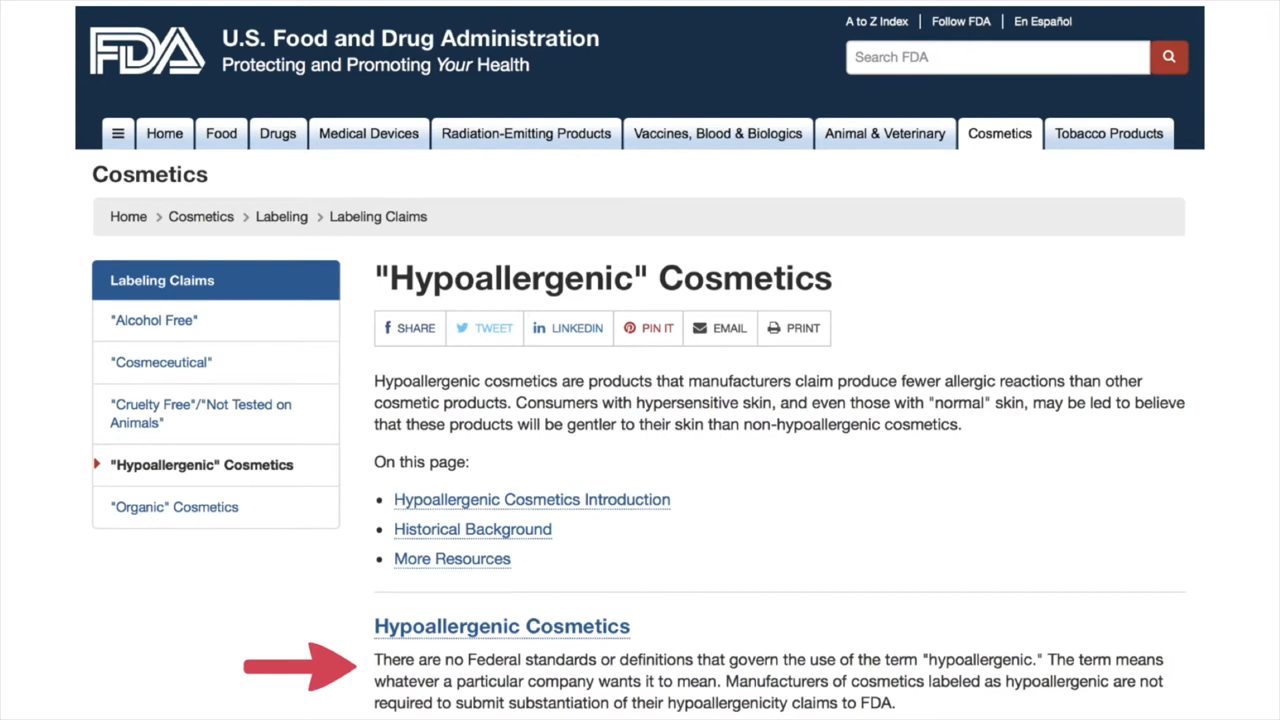 FDA
U.S. Food and Drug Administration
Protecting and Promoting Your Health
A to Z Index | Follow FDA | En Español
Search FDA
Home
Food
Drugs
Medical Devices
Radiation-Emitting Products
Vaccines, Blood & Biologics
Animal & Veterinary
Cosmetics
Tobacco Products
Cosmetics
Home > Cosmetics > Labeling > Labeling Claims
Labeling Claims
"Alcohol Free"
"Cosmeceutical"
"Cruelty Free"/"Not Tested on
Animals"
"Hypoallergenic" Cosmetics
"Organic" Cosmetics
"Hypoallergenic" Cosmetics
SHARE
TWEET
LINKEDIN
PIN IT
EMAIL
PRINT
Hypoallergenic cosmetics are products that manufacturers claim produce fewer allergic reactions than other
cosmetic products. Consumers with hypersensitive skin, and even those with "normal" skin, may be led to believe
that these products will be gentler to their skin than non-hypoallergenic cosmetics.
On this page:
• Hypoallergenic Cosmetics Introduction
• Historical Background
• More Resources
Hypoallergenic Cosmetics
There are no Federal standards or definitions that govern the use of the term "hypoallergenic." The term means
whatever a particular company wants it to mean. Manufacturers of cosmetics labeled as hypoallergenic are not
required to submit substantiation of their hypoallergenicity claims to FDA.